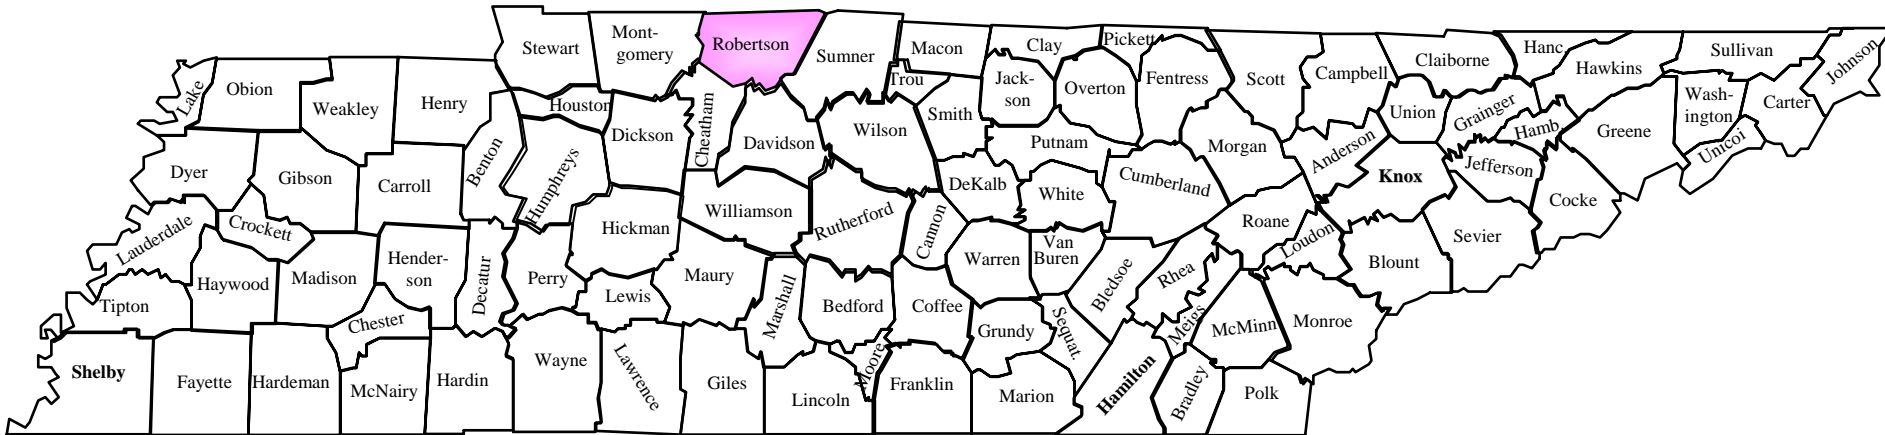 Stewart
Mont-
gomery
Robertson
Sumner
Macon
Clay
Pickett
Trou
Jack-
son
Overton
Fentress
Scott
Campbell
Claiborne
Hanc.
Hawkins
Sullivan
Johnson
Lake
Obion
Weakley
Henry
Benton
Houston
Humphreys
Dickson
Cheatham
Davidson
Wilson
Smith
Putnam
Morgan
Anderson
Union
Grainger
Hamb
Greene
Wash-
ington
Unicoi
Carter
Dyer
Gibson
Carroll
Crockett
Lauderdale
Tipton
Haywood
Madison
Hender-
son
Decatur
Perry
Hickman
Williamson
Rutherford
Cannon
DeKalb
White
Cumberland
Roane
Loudon
Knox
Jefferson
Cocke
Sevier
Blount
Lewis
Maury
Marshall
Bedford
Coffee
Warren
Van
Buren
Bledsoe
Rhea
Meigs
McMinn
Monroe
Chester
Shelby
Fayette
Hardeman
McNairy
Hardin
Wayne
Lawrence
Giles
Lincoln
Moore
Franklin
Grundy
Sequat.
Marion
Hamilton
Bradley
Polk